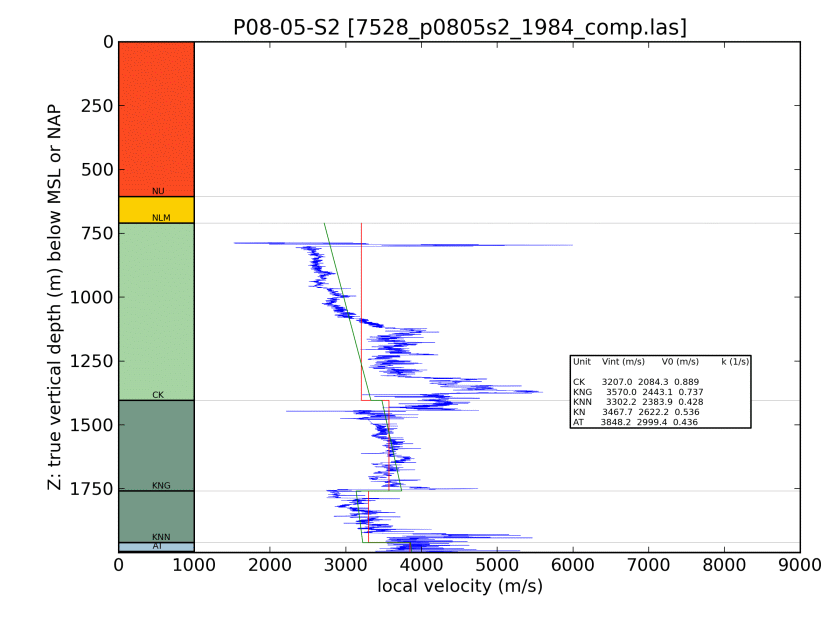 P08-05-S2 [7528_p0805s2_1984_comp.las]
Z: true vertical depth (m) below MSL or NAP
0
250
500
750
1000
1250
1500
1750
NU
NLM
CK
KNG
KNN
AT
Unit Vint (m/s) V0 (m/s) k (1/s)
CK 3207.0 2084.3 0.889
KNG 3570.0 2443.1 0.737
KNN 3302.2 2383.9 0.428
KN 3467.7 2622.2 0.536
AT 3848.2 2999.4 0.436
0 1000 2000 3000 4000 5000 6000 7000 8000 9000
local velocity (m/s)